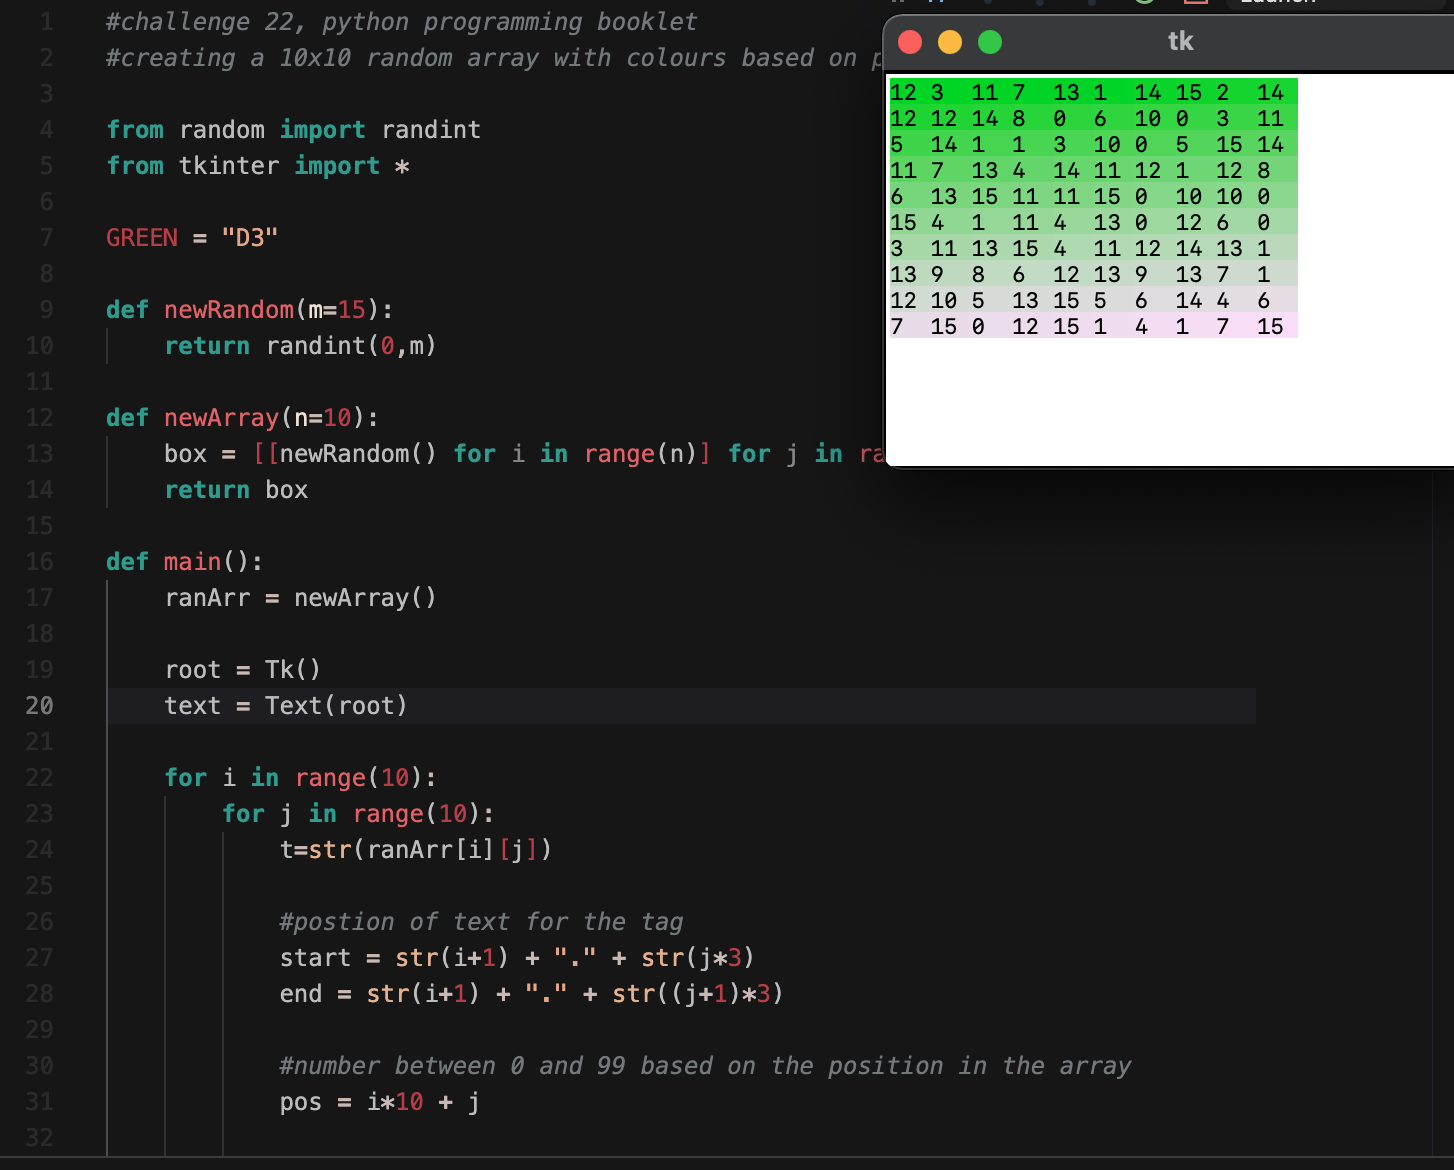 1 #challenge 22, python programming booklet
2 #creating a 10x10 random array with colours based on
3
4 from random import randint
5 from tkinter import *
6
7 GREEN = "D3"
8
9 def newRandom(m=15):
10 return randint(0,m)
11
12 def newArray(n=10):
13 box = [[newRandom() for i in range(n)] for j in
14 return box
15
16 def main():
17 ranArr = newArray()
18
19 root = Tk()
20 text = Text(root)
21
22 for i in range(10):
23 for j in range(10):
24 t=str(ranArr[i][j])
25
26 #postion of text for the tag
27 start = str(i+1) + "." + str(j*3)
28 end = str(i+1) + "." + str((j+1)*3)
29
30 #number between 0 and 99 based on the position in the array
31 pos = i*10 + j
32
tk
12 3 11 7 13 1 14 15 2 14
12 12 14 8 0 6 10 0 3 11
5 14 1 1 3 10 0 5 15 14
11 7 13 4 14 11 12 1 12 8
6 13 15 11 11 15 0 10 10 0
15 4 1 11 4 13 0 12 6 0
3 11 13 15 4 11 12 14 13 1
13 9 8 6 12 13 9 13 7 1
12 10 5 13 15 5 6 14 4 6
7 15 0 12 15 1 4 1 7 15